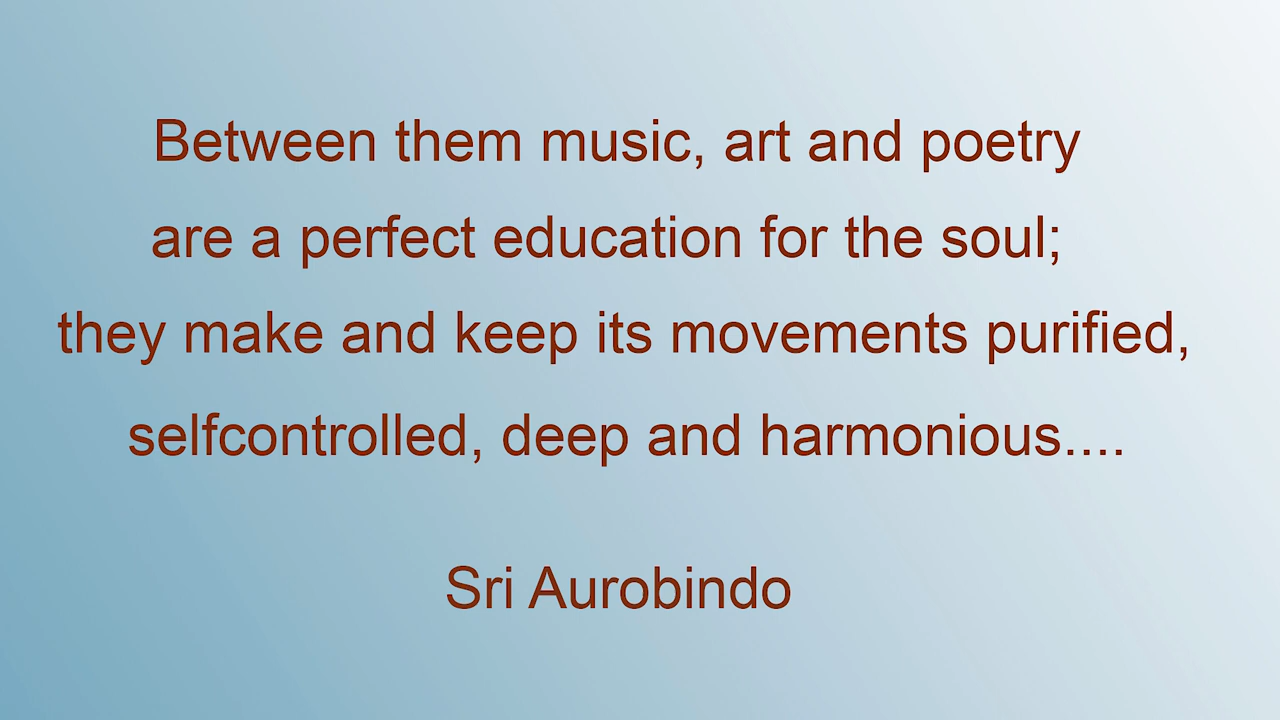 Between them music, art and poetry
are a perfect education for the soul;
they make and keep its movements purified,
selfcontrolled, deep and harmonious....
Sri Aurobindo